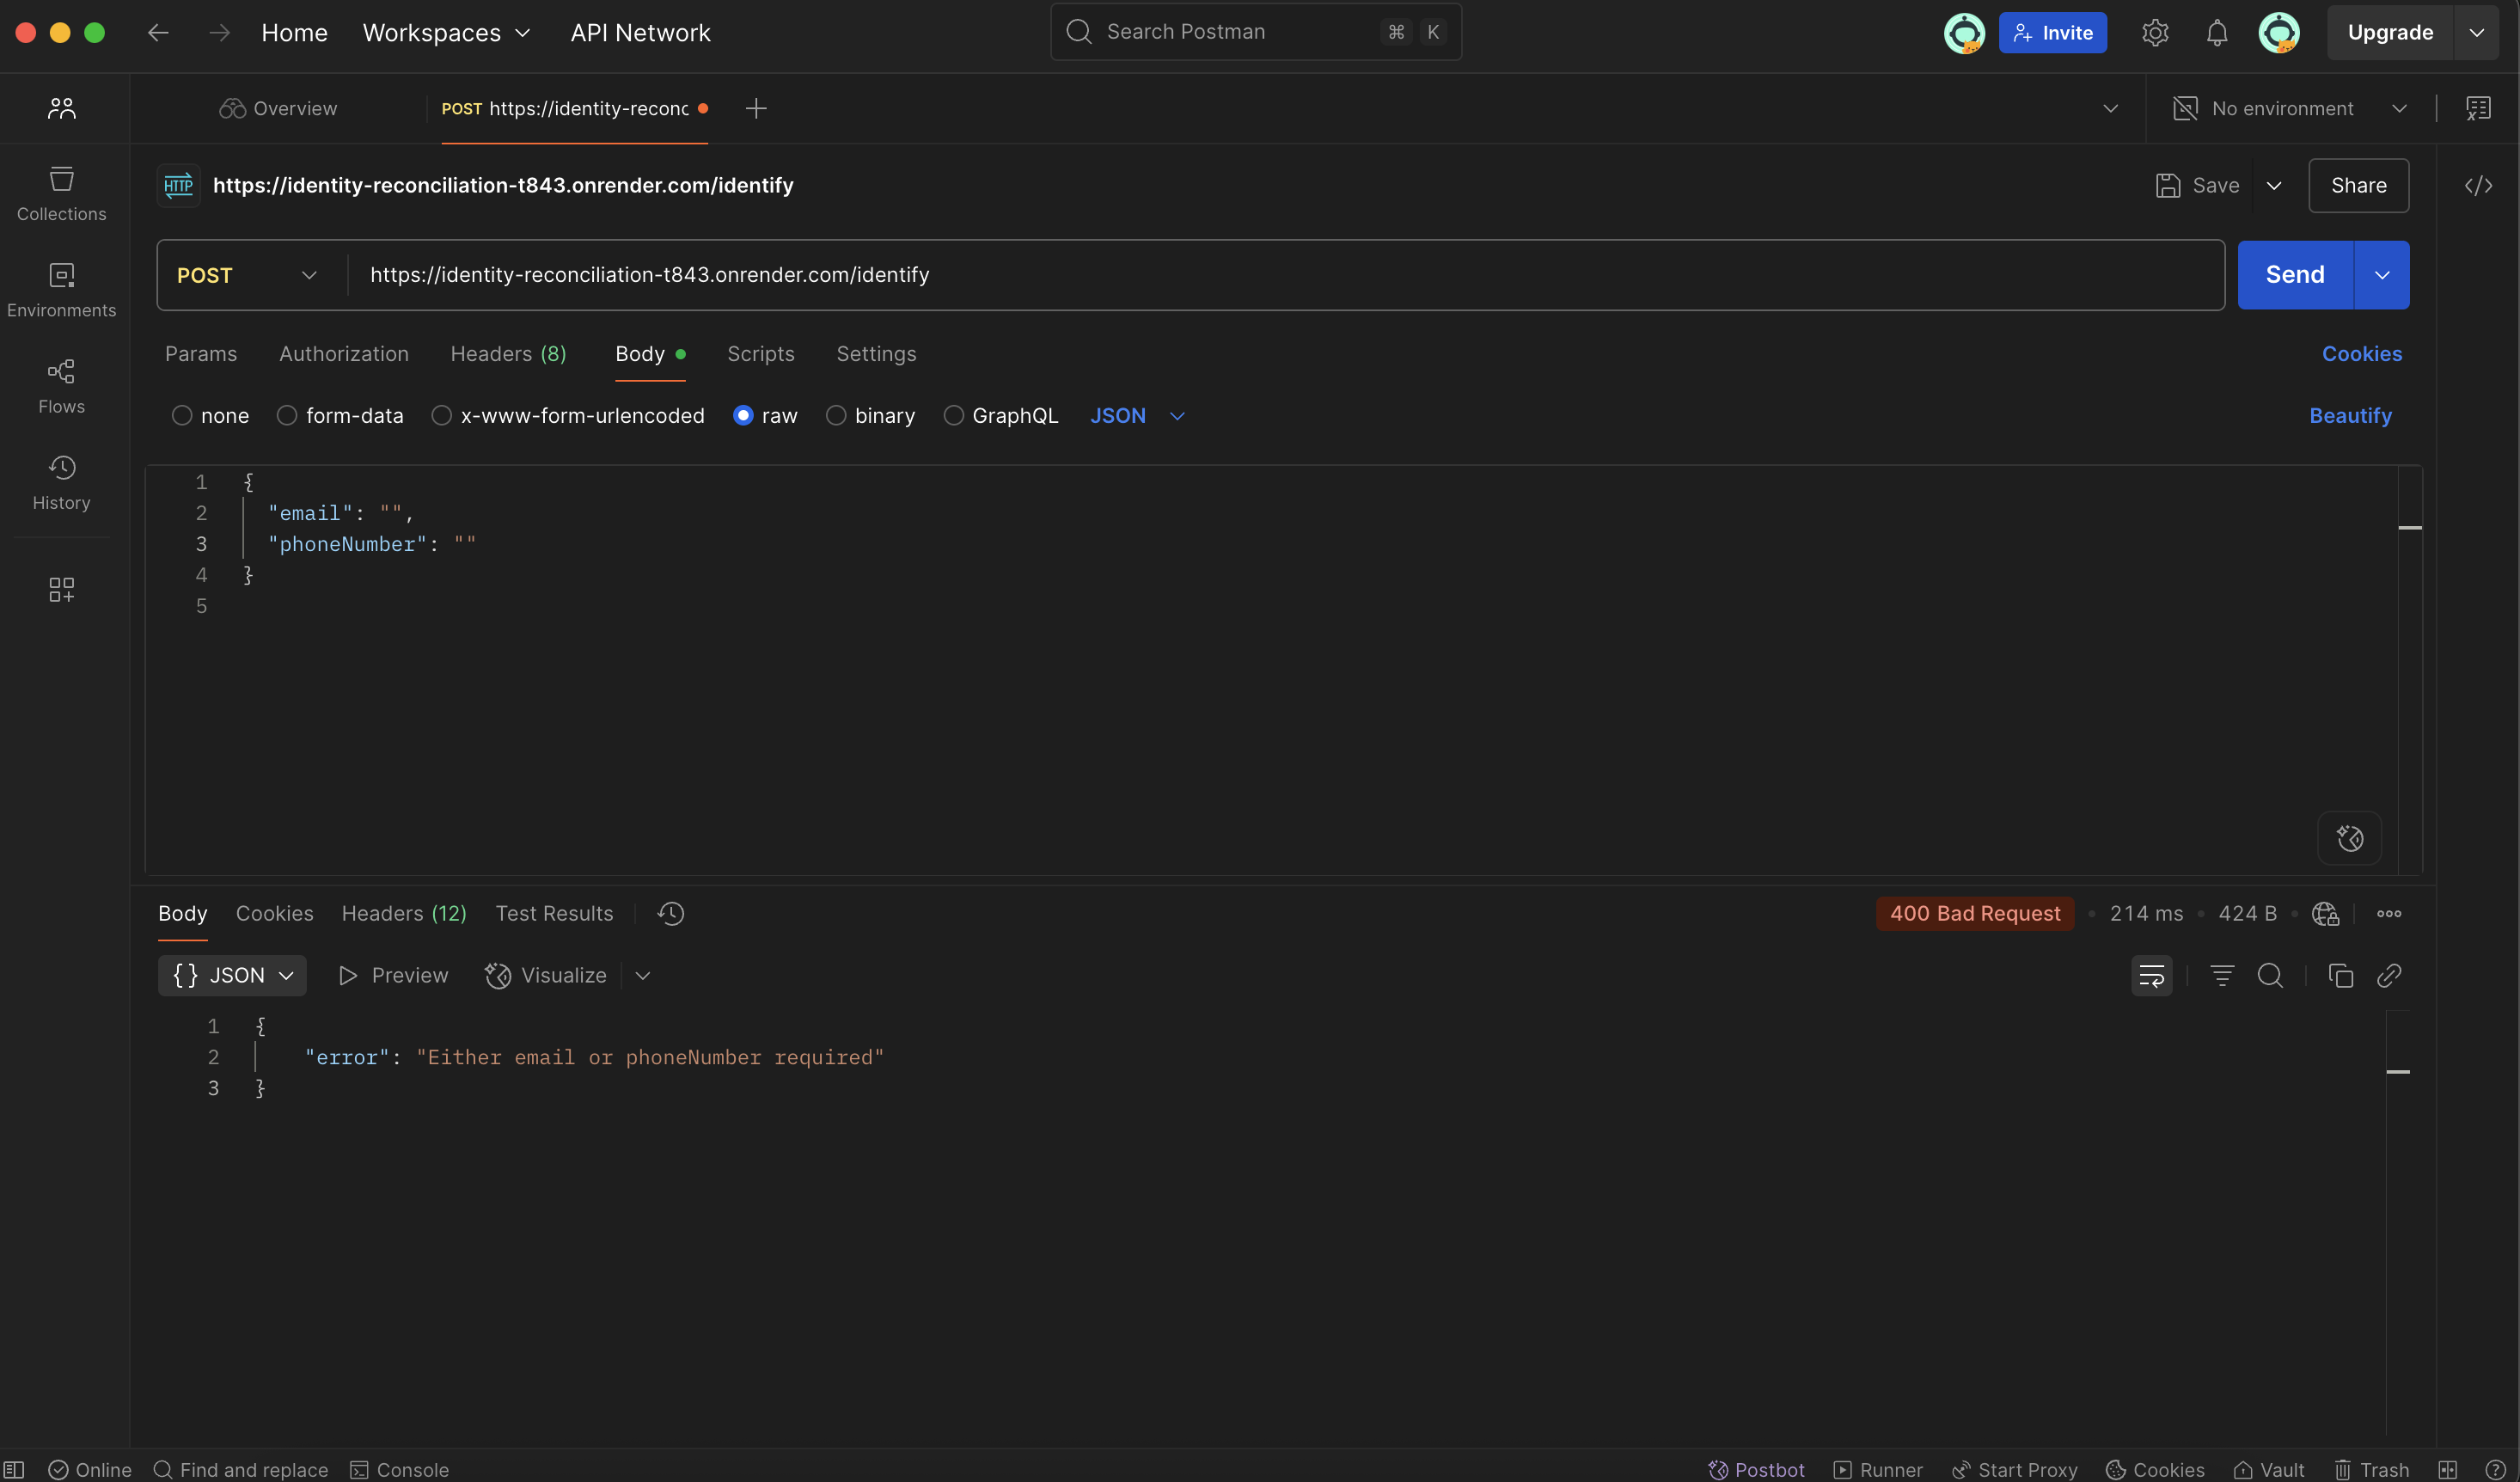 Home Workspaces API Network Search Postman ⌘ K Invite Upgrade
Overview POST https://identity-reconc No environment
HTTP https://identity-reconciliation-t843.onrender.com/identify Save Share </>
Collections
Environments
Flows
History
POST https://identity-reconciliation-t843.onrender.com/identify Send
Params Authorization Headers (8) Body Scripts Settings Cookies
none form-data x-www-form-urlencoded raw binary GraphQL JSON Beautify
1 {
2 "email": "",
3 "phoneNumber": ""
4 }
5
Body Cookies Headers (12) Test Results 400 Bad Request 214 ms 424 B
{} JSON Preview Visualize
1 {
2 "error": "Either email or phoneNumber required"
3 }
Online Find and replace Console Postbot Runner Start Proxy Cookies Vault Trash